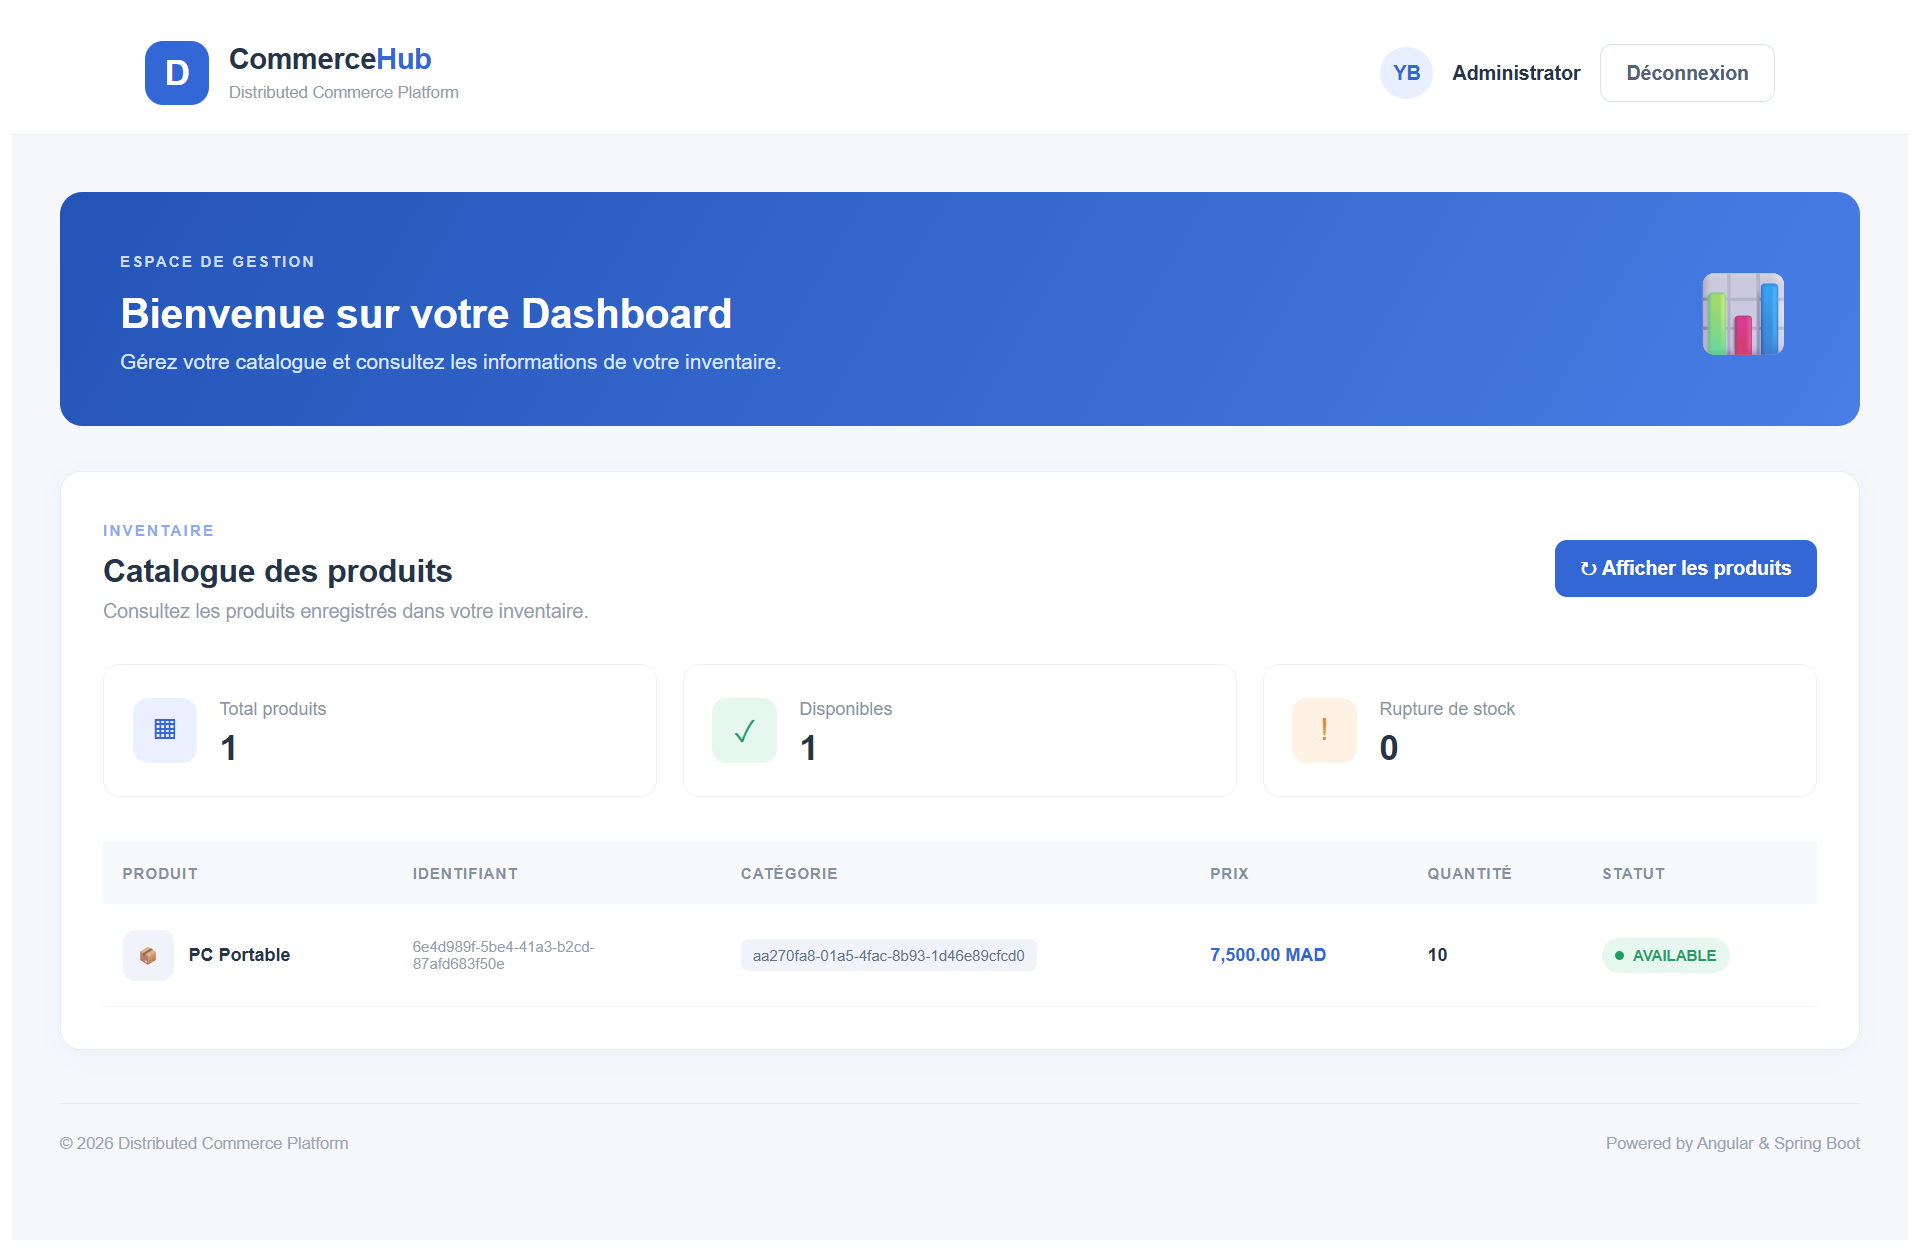 D
CommerceHub
Distributed Commerce Platform
YB
Administrator
Déconnexion
ESPACE DE GESTION
Bienvenue sur votre Dashboard
Gérez votre catalogue et consultez les informations de votre inventaire.
INVENTAIRE
Catalogue des produits
Consultez les produits enregistrés dans votre inventaire.
↻ Afficher les produits
Total produits
1
✓
Disponibles
1
!
Rupture de stock
0
PRODUIT IDENTIFIANT CATÉGORIE PRIX QUANTITÉ STATUT
PC Portable
6e4d989f-5be4-41a3-b2cd-
87afd683f50e
aa270fa8-01a5-4fac-8b93-1d46e89cfcd0
7,500.00 MAD
10
AVAILABLE
© 2026 Distributed Commerce Platform
Powered by Angular & Spring Boot